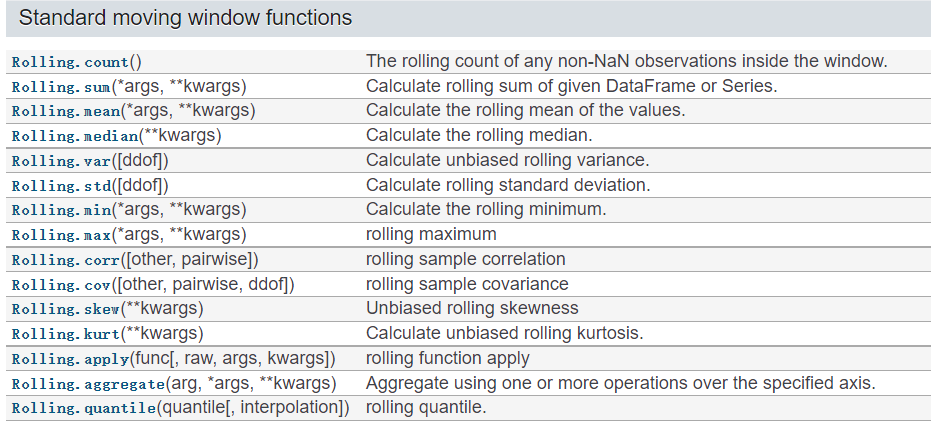 Standard moving window functions
Rolling.count() The rolling count of any non-NaN observations inside the window.
Rolling.sum(*args, **kwargs) Calculate rolling sum of given DataFrame or Series.
Rolling.mean(*args, **kwargs) Calculate the rolling mean of the values.
Rolling.median(**kwargs) Calculate the rolling median.
Rolling.var([ddof]) Calculate unbiased rolling variance.
Rolling.std([ddof]) Calculate rolling standard deviation.
Rolling.min(*args, **kwargs) Calculate the rolling minimum.
Rolling.max(*args, **kwargs) rolling maximum
Rolling.corr([other, pairwise]) rolling sample correlation
Rolling.cov([other, pairwise, ddof]) rolling sample covariance
Rolling.skew(**kwargs) Unbiased rolling skewness
Rolling.kurt(**kwargs) Calculate unbiased rolling kurtosis.
Rolling.apply(func[, raw, args, kwargs]) rolling function apply
Rolling.aggregate(arg, *args, **kwargs) Aggregate using one or more operations over the specified axis.
Rolling.quantile(quantile[, interpolation]) rolling quantile.